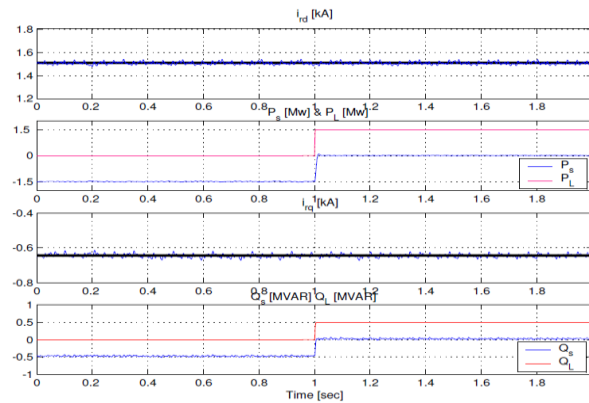 i_rd [kA]
1.8
1.6
1.4
1.2
0 0.2 0.4 0.6 0.8 1 1.2 1.4 1.6 1.8
P_s [Mw] & P_L [Mw]
1.5
0
-1.5
P_s
P_L
0 0.2 0.4 0.6 0.8 1 1.2 1.4 1.6 1.8
i_rq [kA]
-0.4
-0.6
-0.8
0 0.2 0.4 0.6 0.8 1 1.2 1.4 1.6 1.8
Q_s [MVAR] Q_L [MVAR]
1
0.5
0
-0.5
-1
Q_s
Q_L
0 0.2 0.4 0.6 0.8 1 1.2 1.4 1.6 1.8
Time [sec]